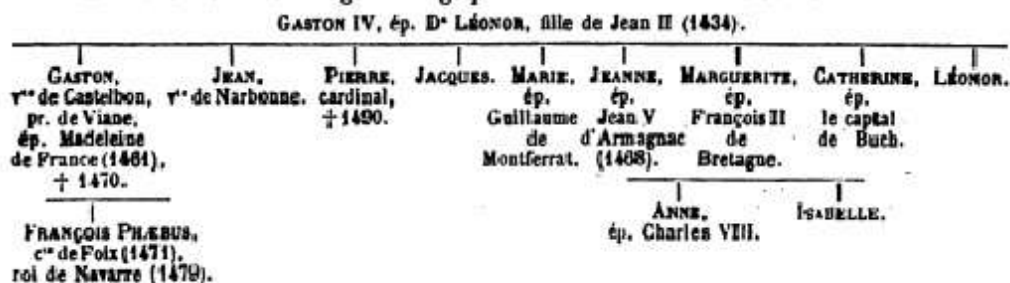 GASTON IV, ép. Dᵃ LÉONOR, fille de Jean II (1434).
GASTON, JEAN, PIERRE, JACQUES. MARIE, JEANNE, MARGUERITE, CATHERINE, LÉONOR.
vᵗᵉ de Castelbon, vᵗᵉ de Narbonne. cardinal, ép. ép. ép. ép.
pr. de Viane, † 1490. Guillaume Jean V François II le captal
ép. Madeleine de d'Armagnac de de Buch.
de France (1461), Montferrat. (1468). Bretagne.
† 1470.
ANNE, ISABELLE.
FRANÇOIS PHÆBUS, ép. Charles VIII.
cᵗᵉ de Foix (1471),
roi de Navarre (1479).